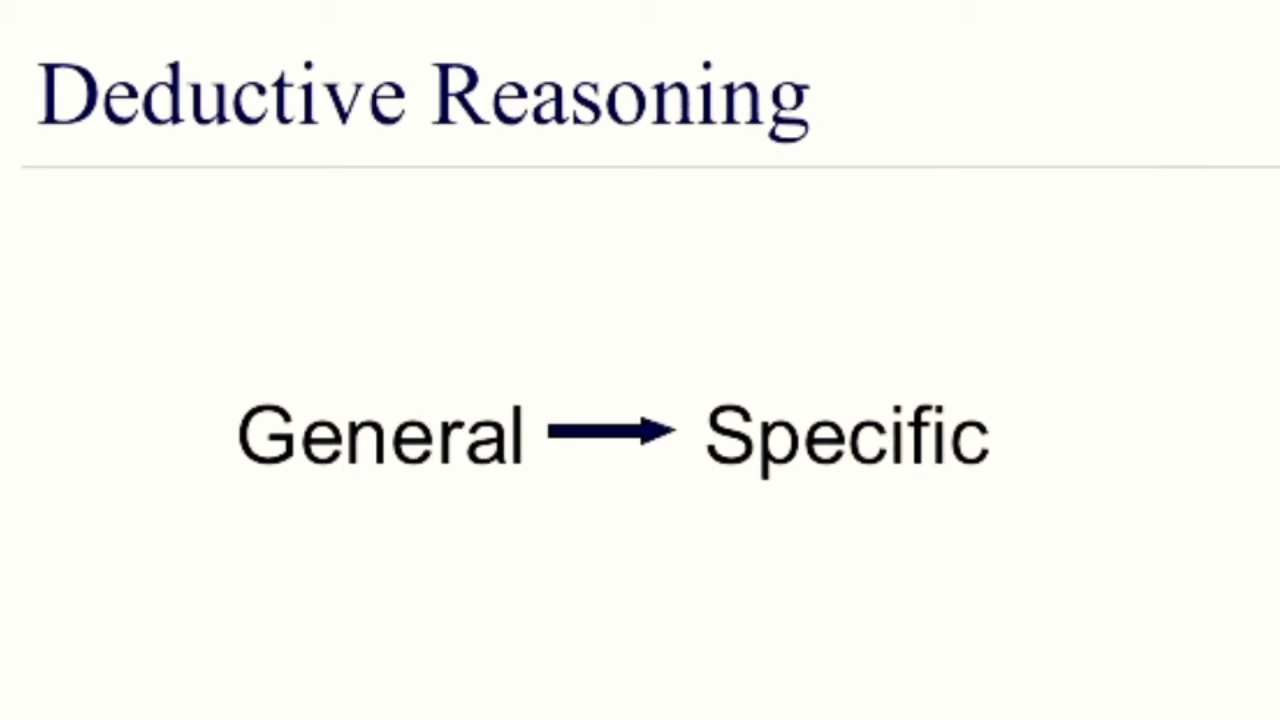 Deductive Reasoning
General → Specific